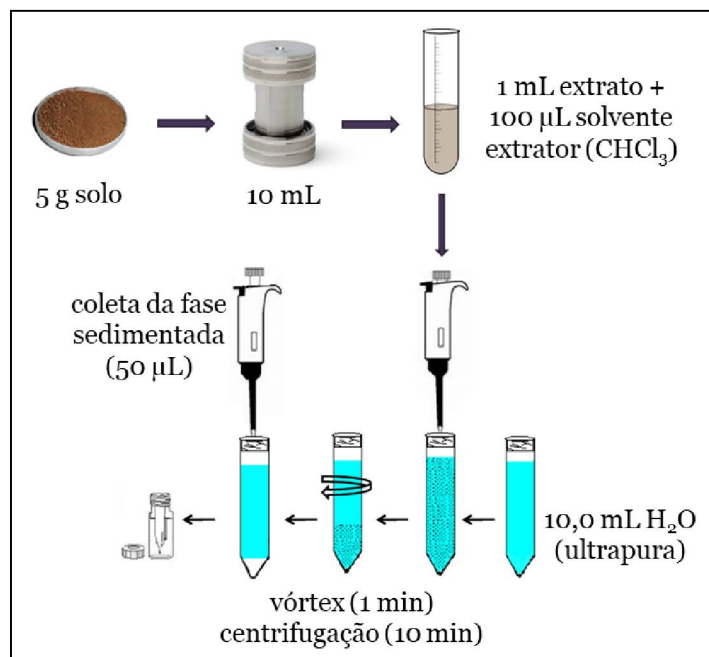 5 g solo
10 mL
1 mL extrato +
100 µL solvente
extrator (CHCl₃)
coleta da fase
sedimentada
(50 µL)
10,0 mL H₂O
(ultrapura)
vórtex (1 min)
centrifugação (10 min)